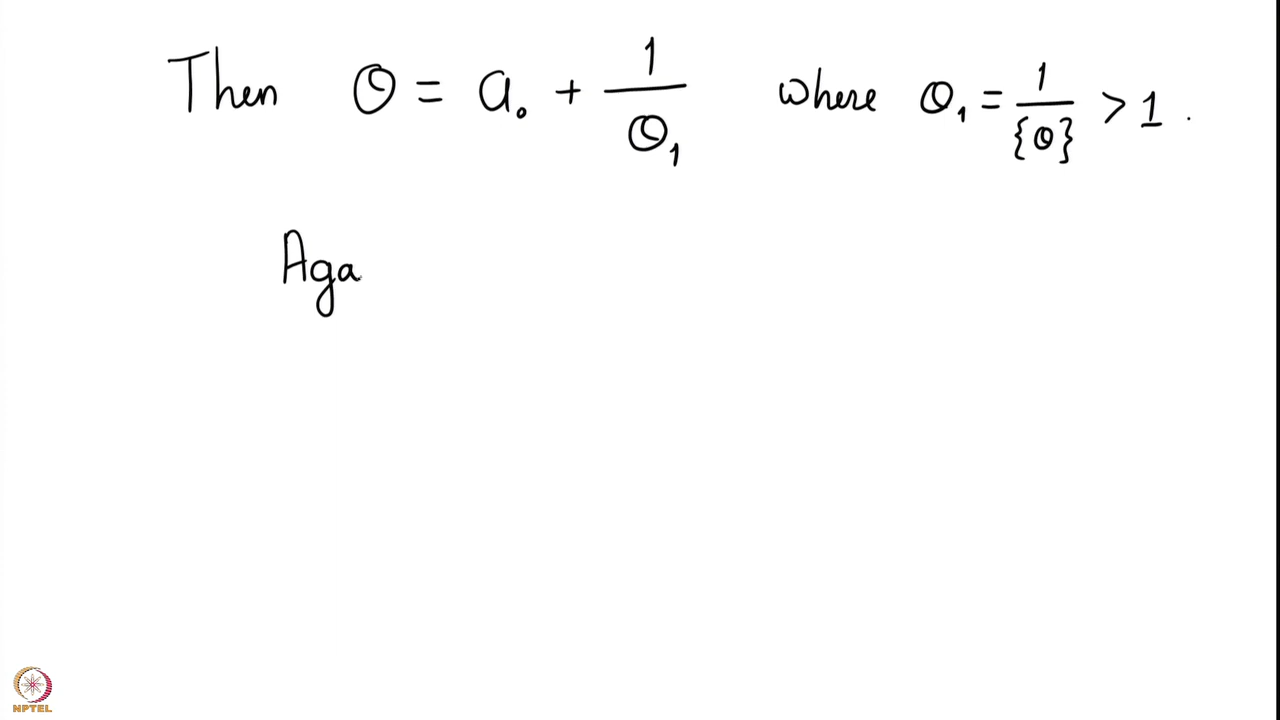 Then θ = a₀ + 1/θ₁ where θ₁ = 1/{θ} > 1 .
Aga
NPTEL